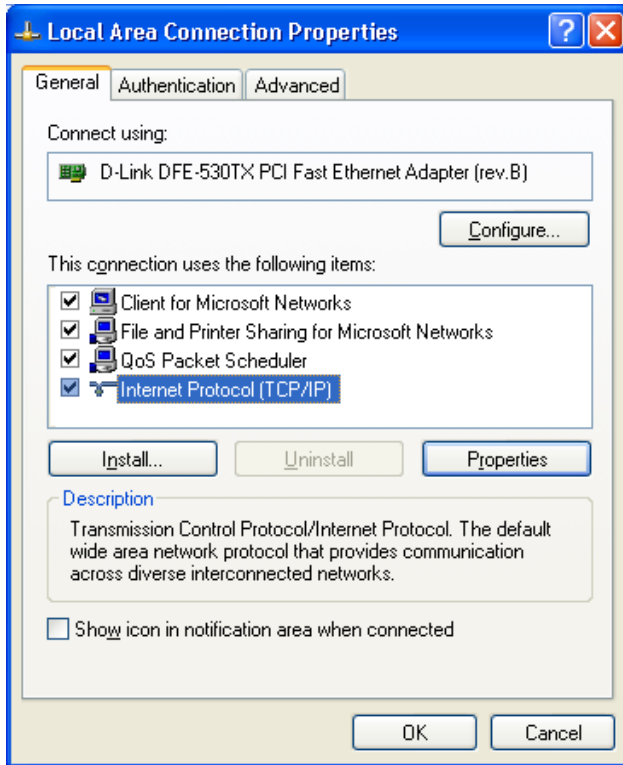 Local Area Connection Properties
General Authentication Advanced
Connect using:
D-Link DFE-530TX PCI Fast Ethernet Adapter (rev.B)
Configure...
This connection uses the following items:
Client for Microsoft Networks
File and Printer Sharing for Microsoft Networks
QoS Packet Scheduler
Internet Protocol (TCP/IP)
Install... Uninstall Properties
Description
Transmission Control Protocol/Internet Protocol. The default
wide area network protocol that provides communication
across diverse interconnected networks.
Show icon in notification area when connected
OK Cancel